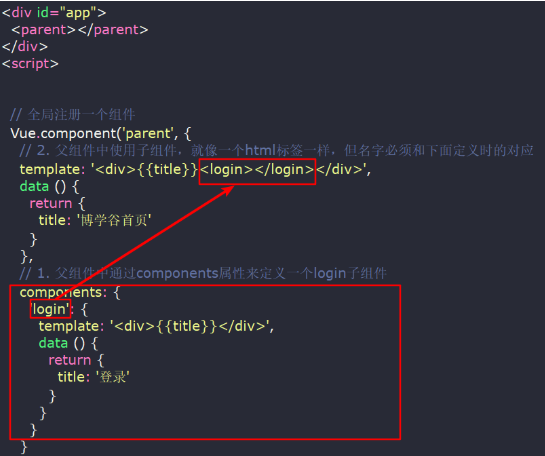 <div id="app">
<parent></parent>
</div>
<script>
// 全局注册一个组件
Vue.component('parent', {
// 2. 父组件中使用子组件，就像一个html标签一样，但名字必须和下面定义时的对应
template: '<div>{{title}}<login></login></div>',
data () {
return {
title: '博学谷首页'
}
},
// 1. 父组件中通过components属性来定义一个login子组件
components: {
'login': {
template: '<div>{{title}}</div>',
data () {
return {
title: '登录'
}
}
}
}